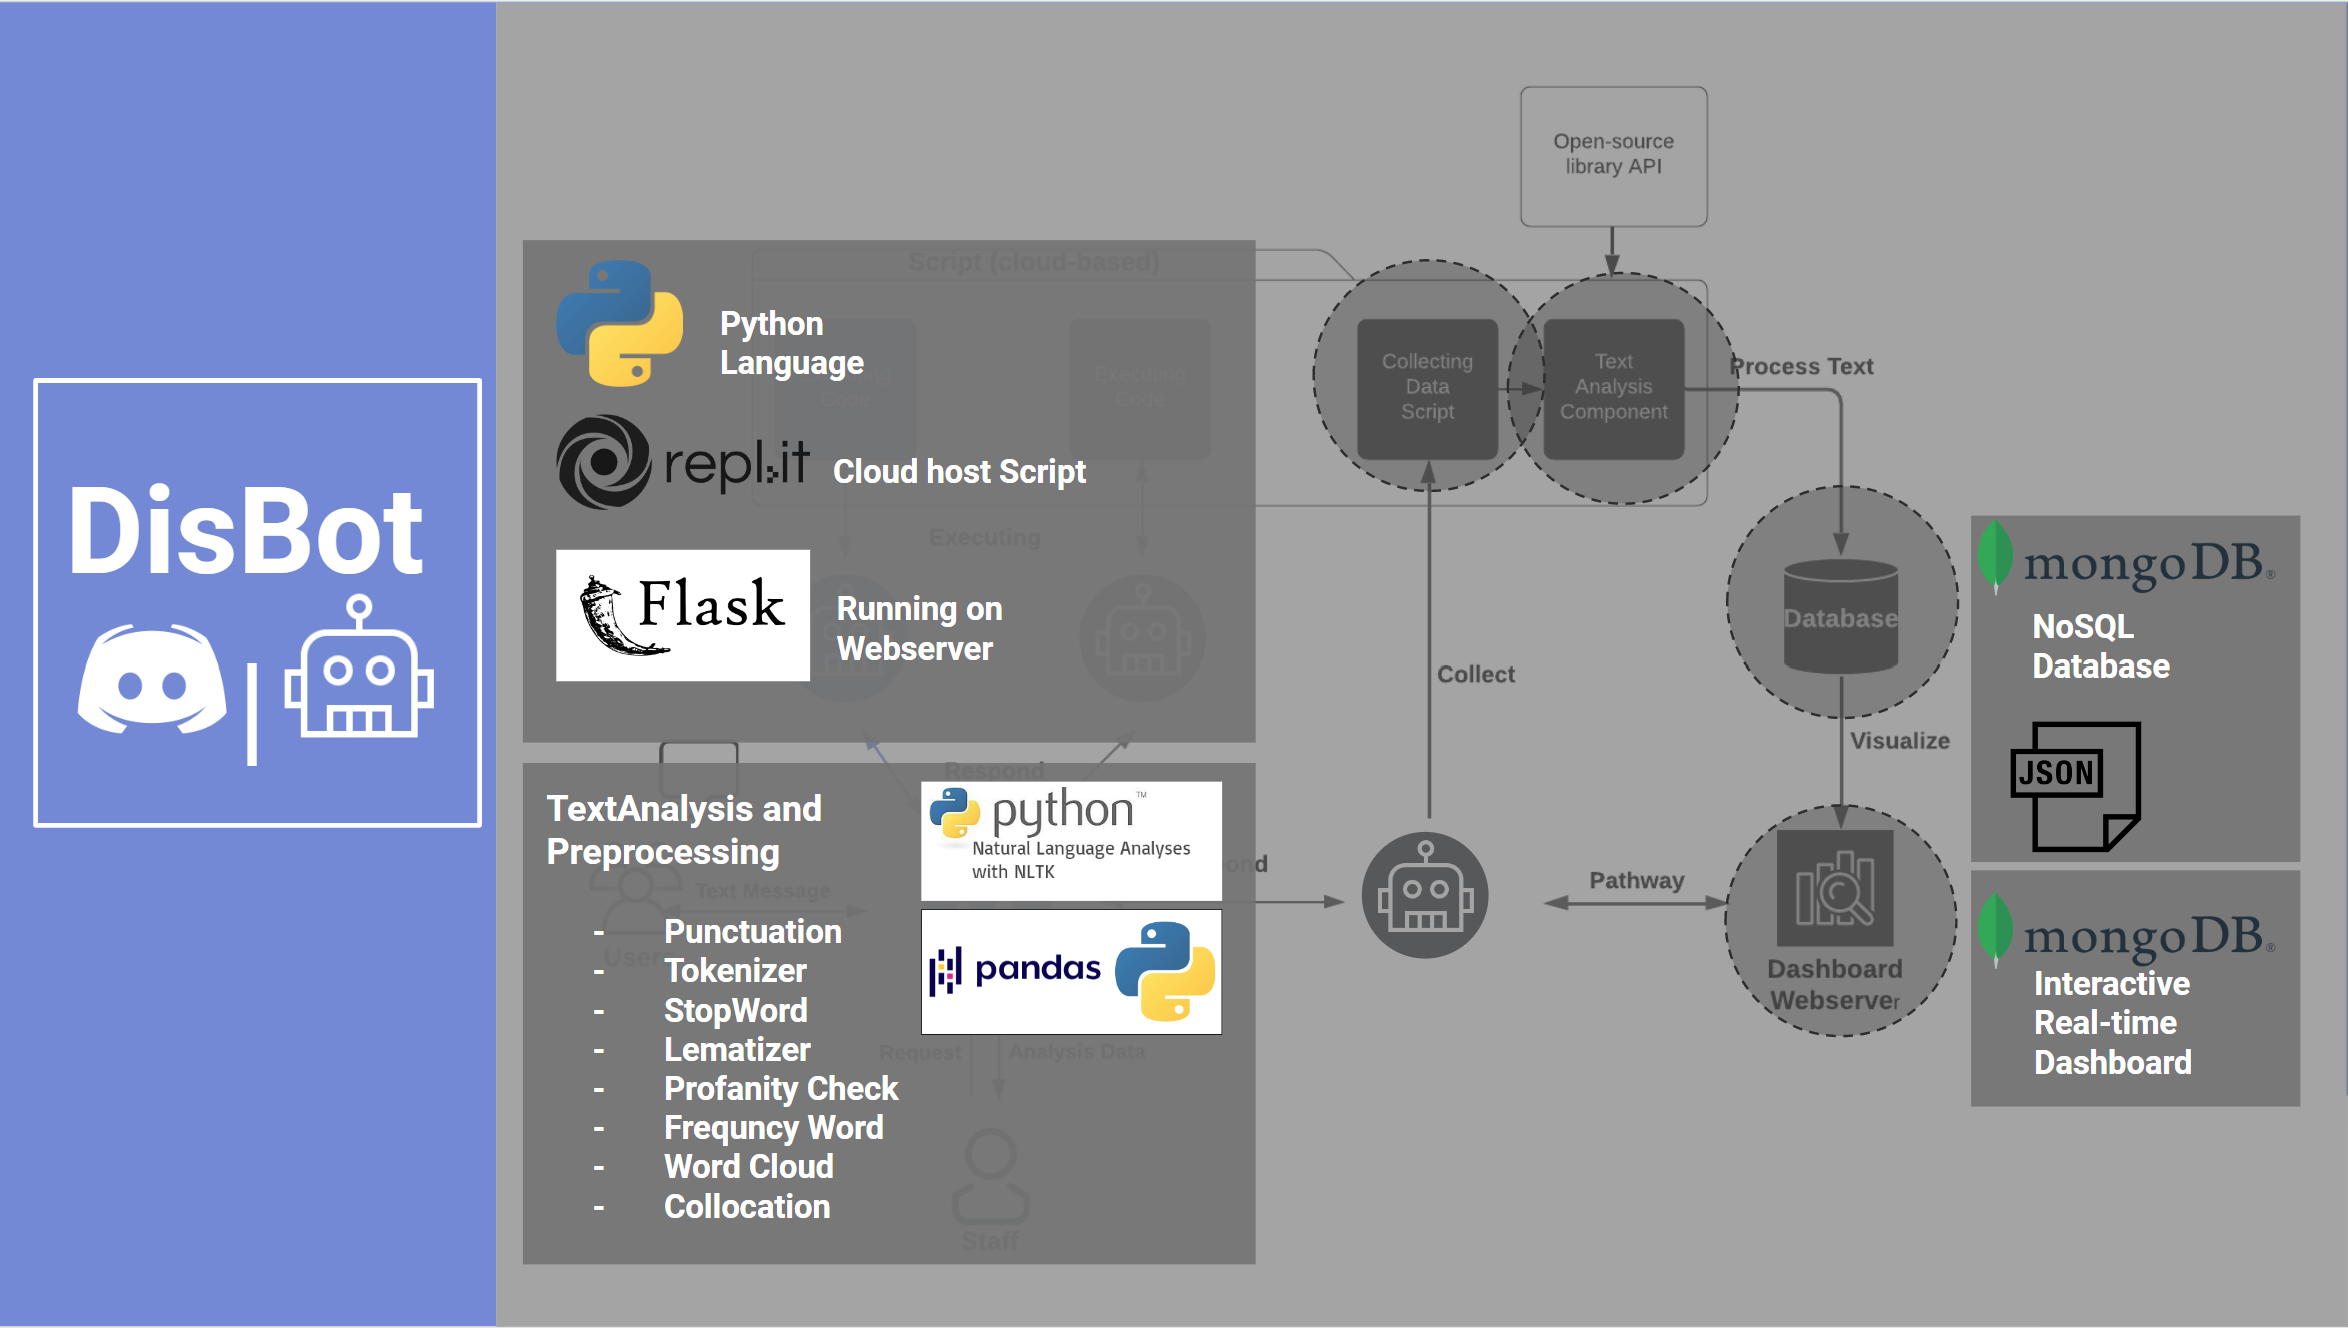 DisBot
Open-source
library API
Script (cloud-based)
Python
Language
repl.it
Cloud host Script
Flask
Running on
Webserver
Executing
Code
Executing
Collecting
Data
Script
Text
Analysis
Component
Process Text
Database
mongoDB®
NoSQL
Database
JSON
Collect
Visualize
Respond
TextAnalysis and
Preprocessing
python™
Natural Language Analyses
with NLTK
pandas
Text Message
User
- Punctuation
- Tokenizer
- StopWord
- Lematizer
- Profanity Check
- Frequncy Word
- Word Cloud
- Collocation
Request
Analysis Data
Staff
Pathway
Dashboard
Webserver
mongoDB®
Interactive
Real-time
Dashboard